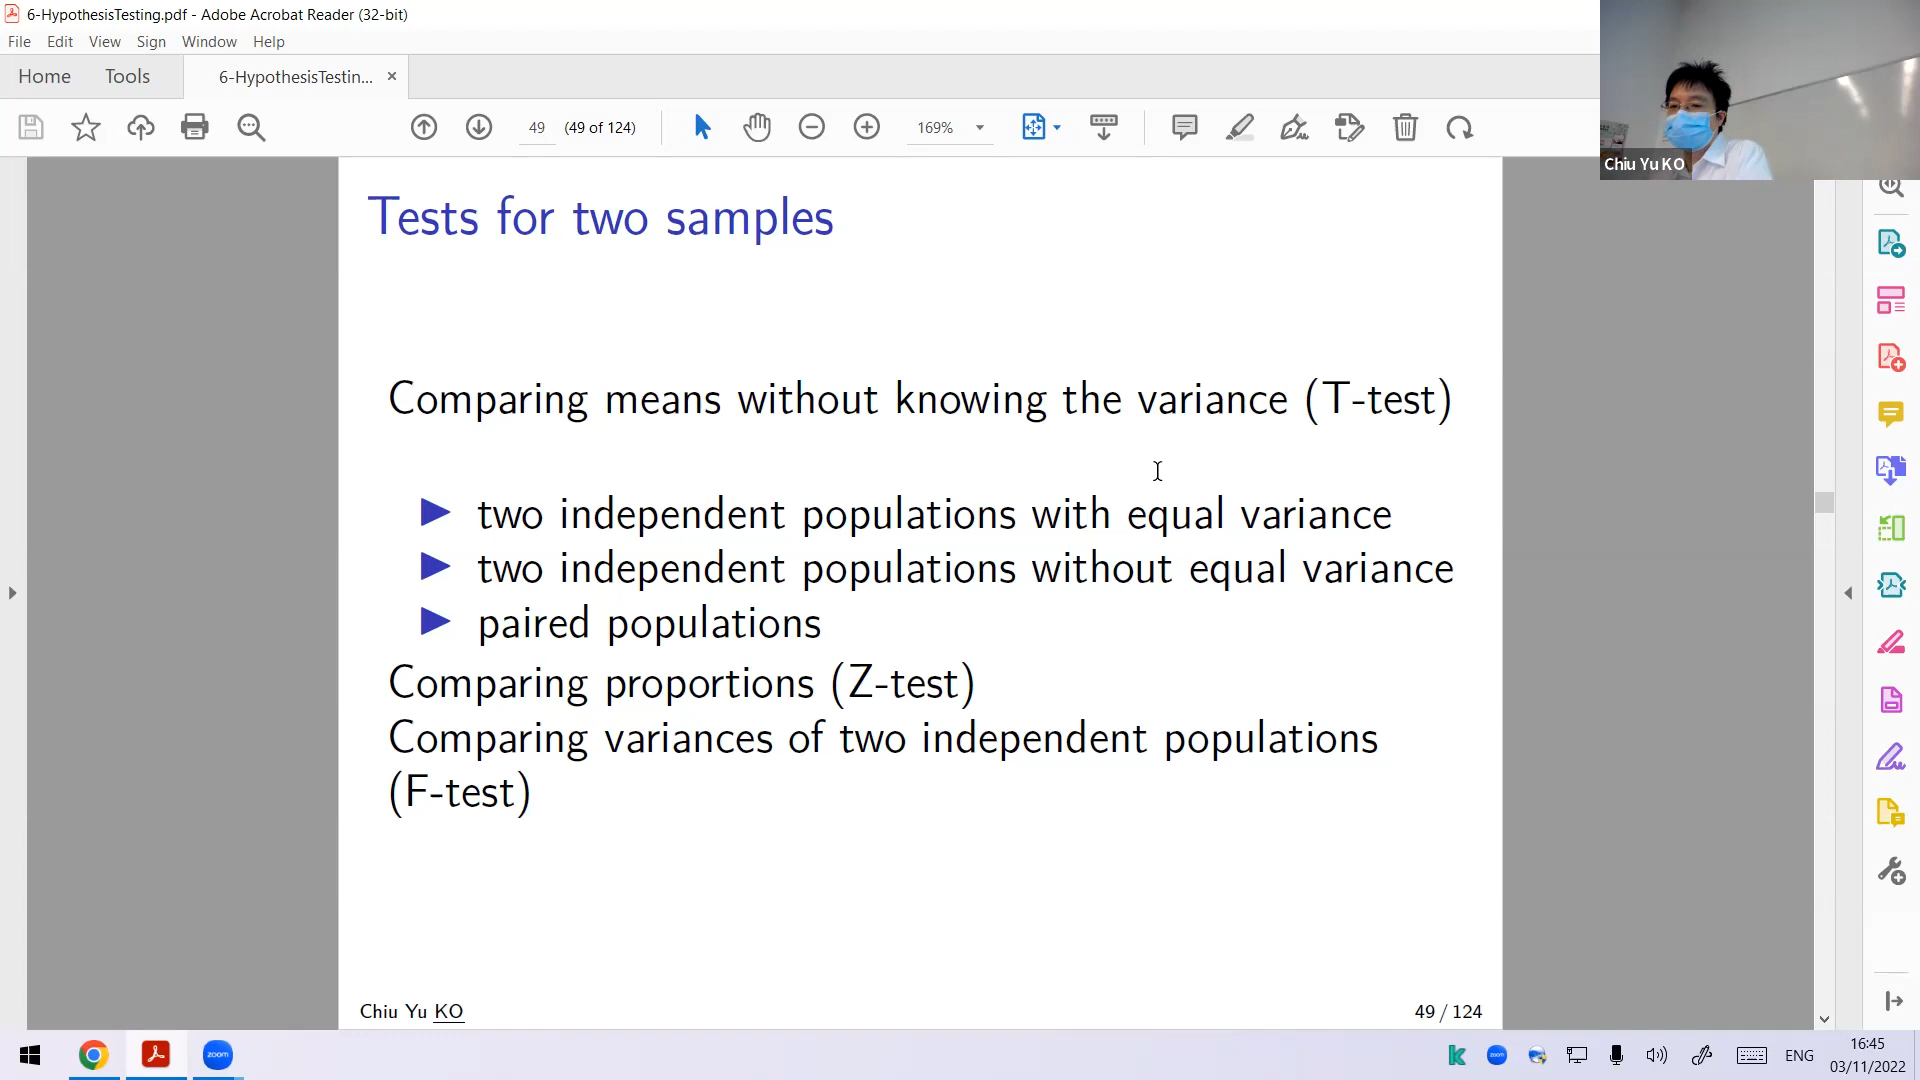 6-HypothesisTesting.pdf - Adobe Acrobat Reader (32-bit)
File Edit View Sign Window Help
Home Tools 6-HypothesisTestin... ×
49 (49 of 124) 169%
Chiu Yu KO
Tests for two samples
Comparing means without knowing the variance (T-test)
two independent populations with equal variance
two independent populations without equal variance
paired populations
Comparing proportions (Z-test)
Comparing variances of two independent populations
(F-test)
Chiu Yu KO 49 / 124
zoom k zoom ENG 16:45
03/11/2022